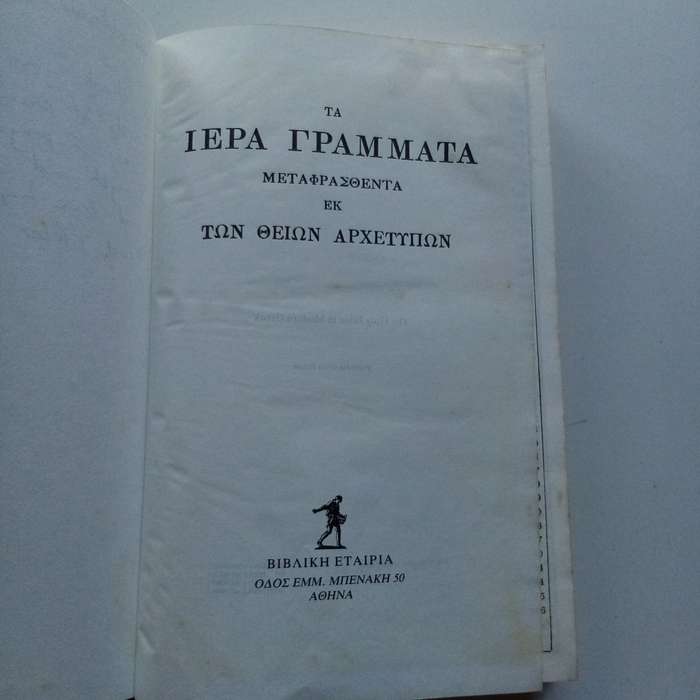 ΤΑ
ΙΕΡΑ ΓΡΑΜΜΑΤΑ
ΜΕΤΑΦΡΑΣΘΕΝΤΑ
ΕΚ
ΤΩΝ ΘΕΙΩΝ ΑΡΧΕΤΥΠΩΝ
ΒΙΒΛΙΚΗ ΕΤΑΙΡΙΑ
ΟΔΟΣ ΕΜΜ. ΜΠΕΝΑΚΗ 50
ΑΘΗΝΑ